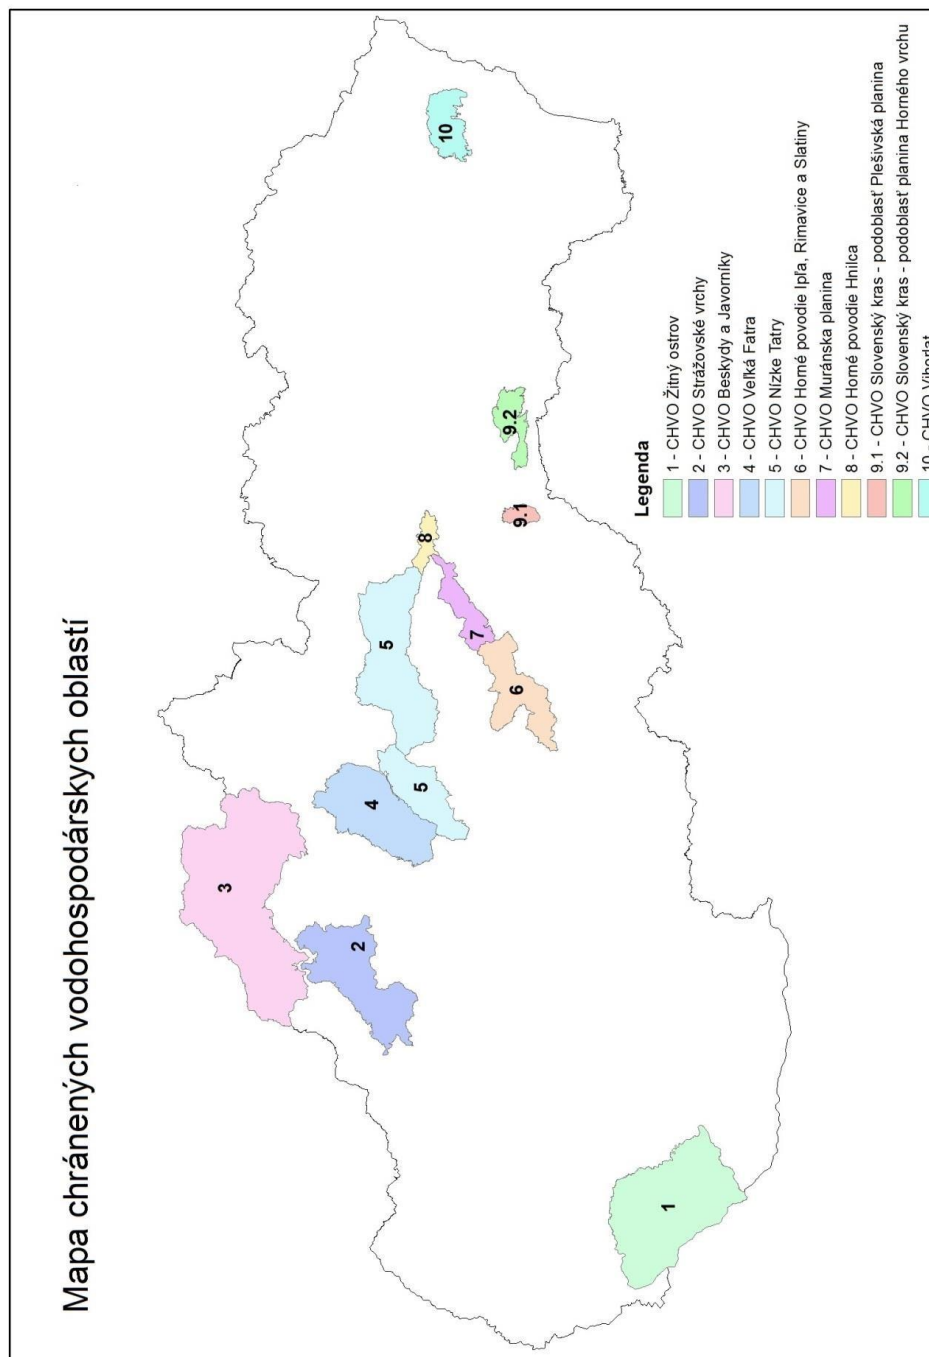 Mapa chránených vodohospodárskych oblastí
3
2
4
5
5
8
10
7
6
9.1
9.2
1
Legenda
1 - CHVO Žitný ostrov
2 - CHVO Strážovské vrchy
3 - CHVO Beskydy a Javorníky
4 - CHVO Veľká Fatra
5 - CHVO Nízke Tatry
6 - CHVO Horné povodie Ipľa, Rimavice a Slatiny
7 - CHVO Muránska planina
8 - CHVO Horné povodie Hnilca
9.1 - CHVO Slovenský kras - podoblasť Plešivská planina
9.2 - CHVO Slovenský kras - podoblasť planina Horného vrchu
10 - CHVO Vihorlat